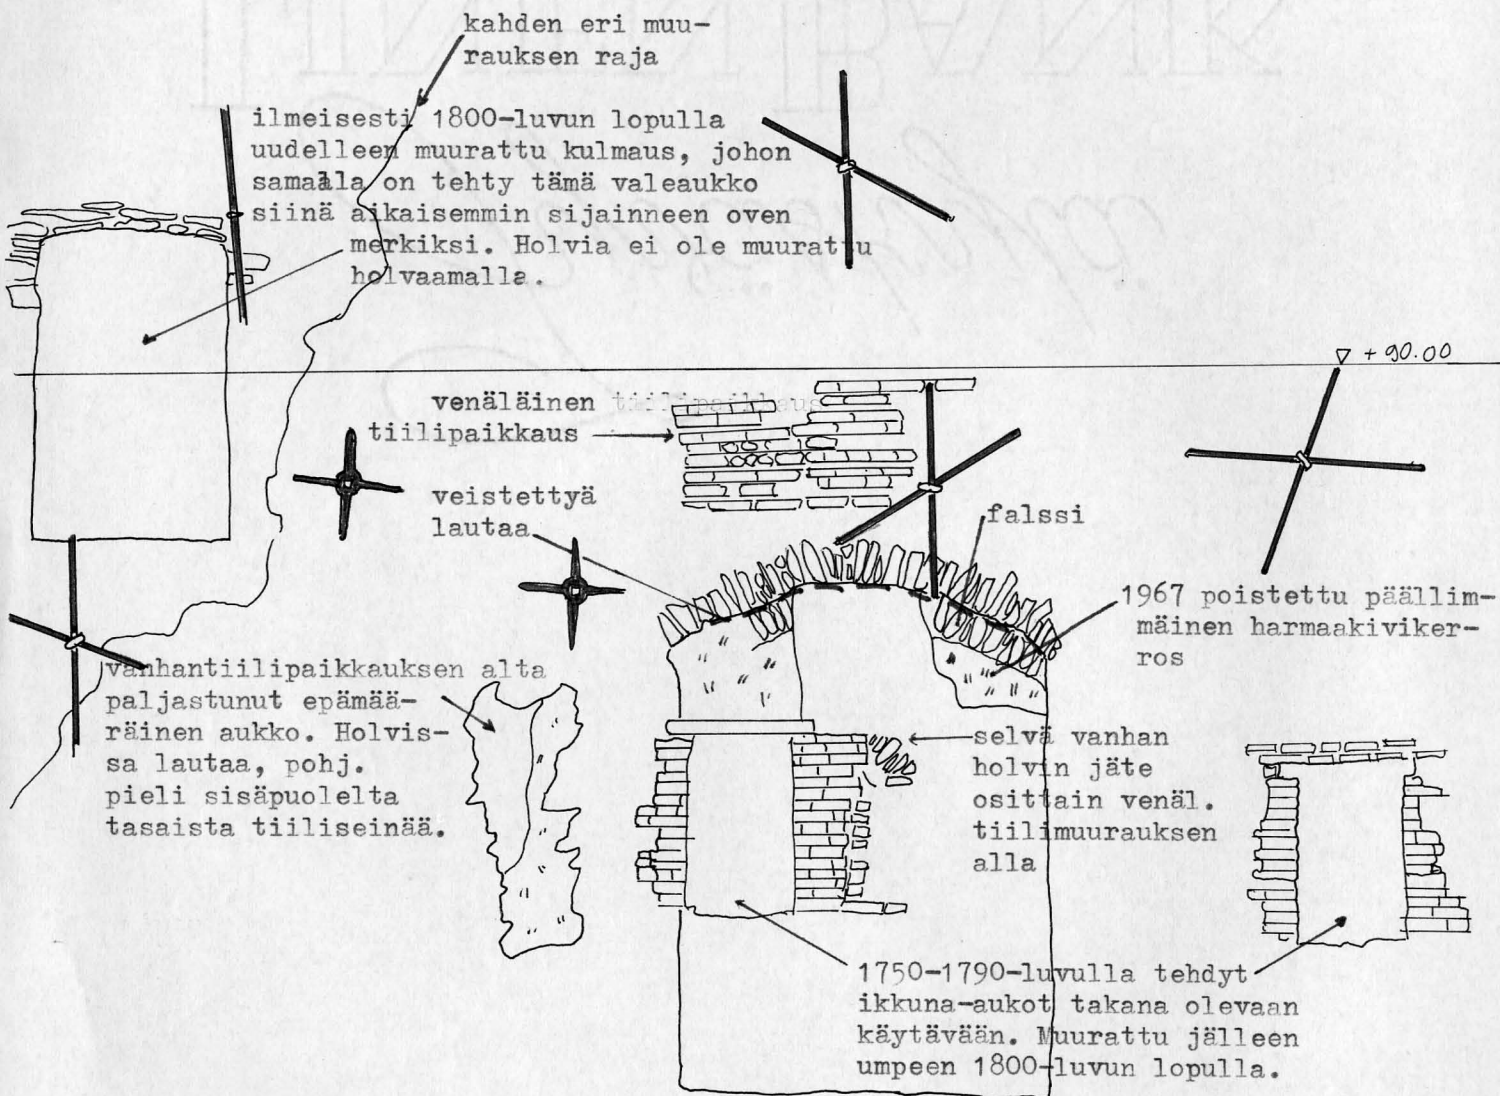 kahden eri muu-
rauksen raja
ilmeisesti 1800-luvun lopulla
uudelleen muurattu kulmaus, johon
samalla on tehty tämä valeaukko
siinä aikaisemmin sijainneen oven
merkiksi. Holvia ei ole muurattu
holvaamalla.
+ 90.00
venäläinen tiilipaikkaus
tiilipaikkaus
veistettyä
lautaa
falssi
1967 poistettu päällim-
mäinen harmaakiviker-
ros
vanhantiilipaikkauksen alta
paljastunut epämää-
räinen aukko. Holvis-
sa lautaa, pohj.
pieli sisäpuolelta
tasaista tiiliseinää.
selvä vanhan
holvin jäte
osittain venäl.
tiilimuurauksen
alla
1750-1790-luvulla tehdyt
ikkuna-aukot takana olevaan
käytävään. Muurattu jälleen
umpeen 1800-luvun lopulla.